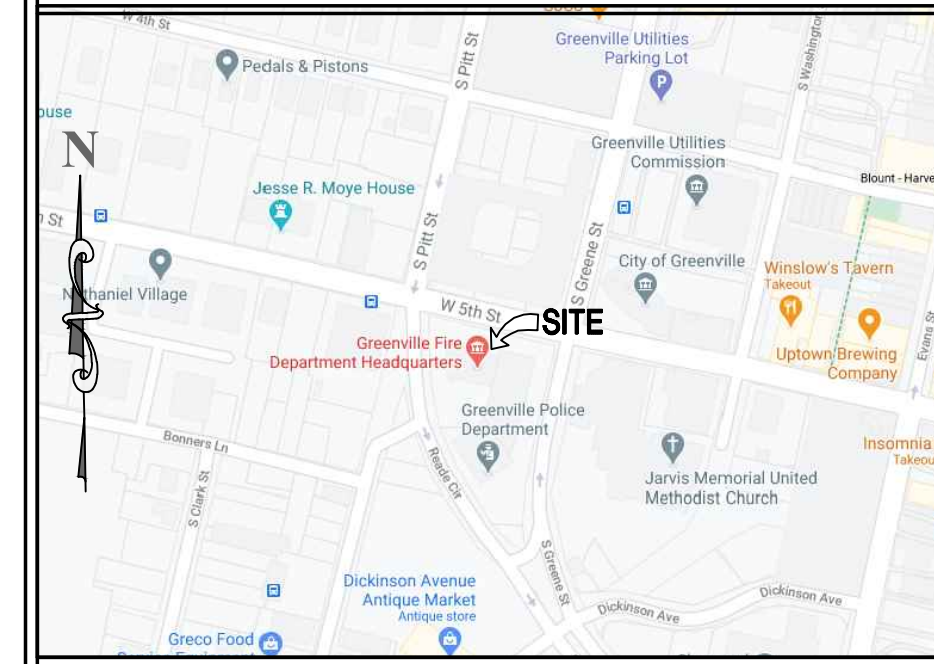 W 4th St
S Pitt St
Greenville Utilities
Parking Lot
S Washington
Pedals & Pistons
ouse
N
Greenville Utilities
Commission
Blount - Harve
Jesse R. Moye House
S Pitt St
S Greene St
City of Greenville
Winslow's Tavern
Takeout
h St
Nathaniel Village
W 5th St
SITE
Greenville Fire
Department Headquarters
Uptown Brewing
Company
Evans St
Greenville Police
Department
Bonners Ln
Reade Cir
S Clark St
Jarvis Memorial United
Methodist Church
Insomnia
Takeou
S Greene St
Dickinson Avenue
Antique Market
Antique store
Dickinson Ave
Dickinson Ave
Greco Food